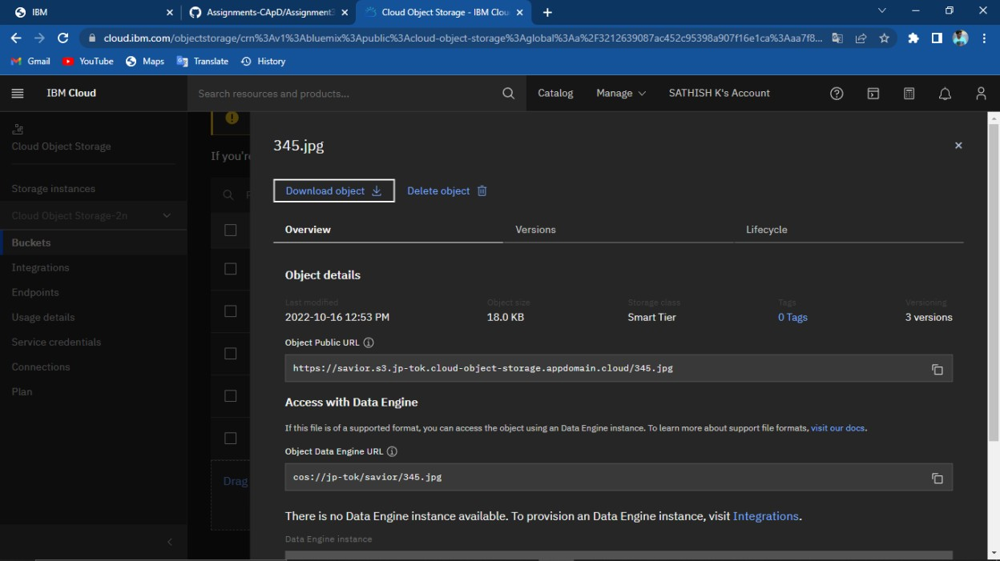 IBM
Assignments-CApD/Assignment3
Cloud Object Storage - IBM Clou
cloud.ibm.com/objectstorage/crn%3Av1%3Abluemix%3Apublic%3Acloud-object-storage%3Aglobal%3Aa%2F3212639087ac452c95398a907f16e1ca%3Aaa7f8...
Gmail YouTube Maps Translate History
IBM Cloud
Search resources and products...
Catalog Manage SATHISH K's Account
Cloud Object Storage
Storage instances
Cloud Object Storage-2n
Buckets
Integrations
Endpoints
Usage details
Service credentials
Connections
Plan
If you're
Drag
345.jpg
Download object Delete object
Overview Versions Lifecycle
Object details
Last modified Object size Storage class Tags Versioning
2022-10-16 12:53 PM 18.0 KB Smart Tier 0 Tags 3 versions
Object Public URL
https://savior.s3.jp-tok.cloud-object-storage.appdomain.cloud/345.jpg
Access with Data Engine
If this file is of a supported format, you can access the object using an Data Engine instance. To learn more about support file formats, visit our docs.
Object Data Engine URL
cos://jp-tok/savior/345.jpg
There is no Data Engine instance available. To provision an Data Engine instance, visit Integrations.
Data Engine instance